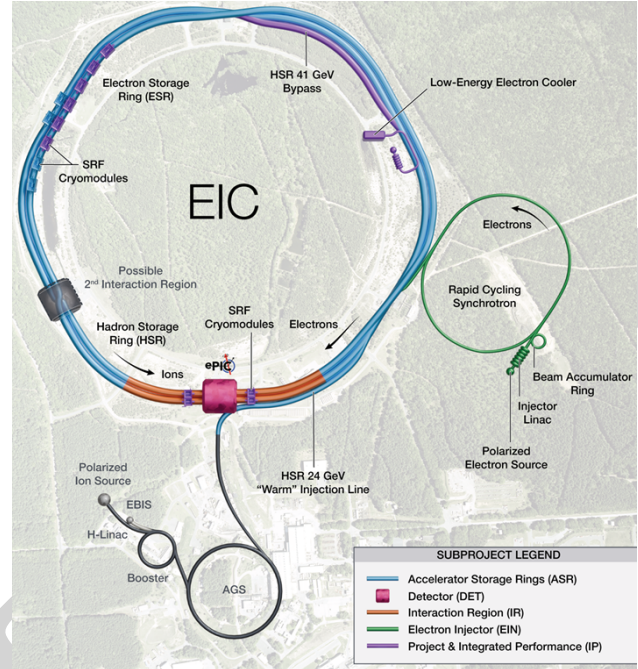 HSR 41 GeV
Bypass
Low-Energy Electron Cooler
Electron Storage
Ring (ESR)
SRF
Cryomodules
EIC
Electrons
Rapid Cycling
Synchrotron
Possible
2nd Interaction Region
SRF
Cryomodules
Electrons
Hadron Storage
Ring (HSR)
Ions
ePIC
Beam Accumulator
Ring
Injector
Linac
Polarized
Electron Source
HSR 24 GeV
"Warm" Injection Line
Polarized
Ion Source
EBIS
H-Linac
Booster
AGS
SUBPROJECT LEGEND
Accelerator Storage Rings (ASR)
Detector (DET)
Interaction Region (IR)
Electron Injector (EIN)
Project & Integrated Performance (IP)